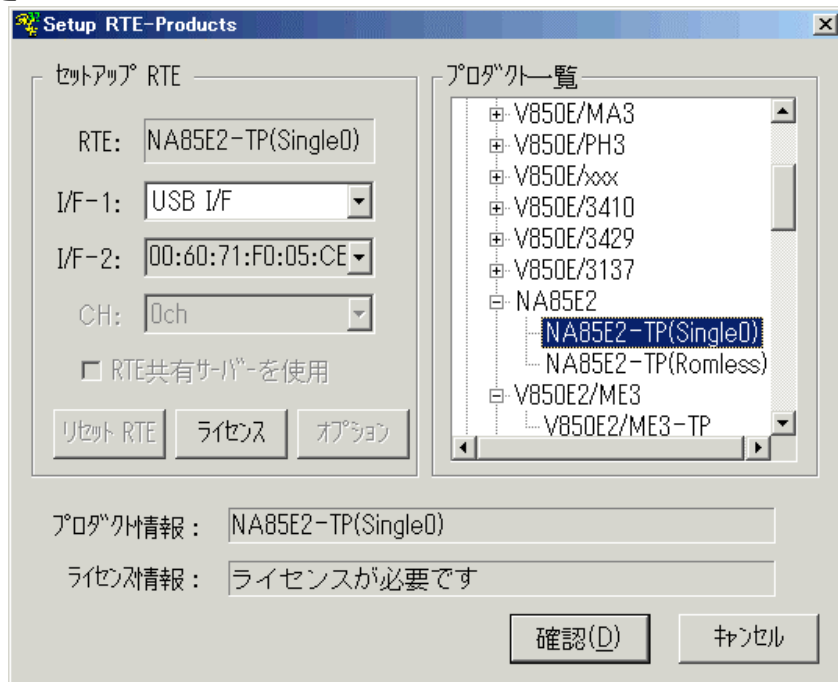 Setup RTE-Products
セットアップ RTE
RTE: NA85E2-TP(Single0)
I/F-1: USB I/F
I/F-2: 00:60:71:F0:05:CE
CH: 0ch
RTE共有サーバーを使用
リセット RTE ライセンス オプション
プロダクト一覧
V850E/MA3
V850E/PH3
V850E/xxx
V850E/3410
V850E/3429
V850E/3137
NA85E2
NA85E2-TP(Single0)
NA85E2-TP(Romless)
V850E2/ME3
V850E2/ME3-TP
プロダクト情報: NA85E2-TP(Single0)
ライセンス情報: ライセンスが必要です
確認(D) キャンセル